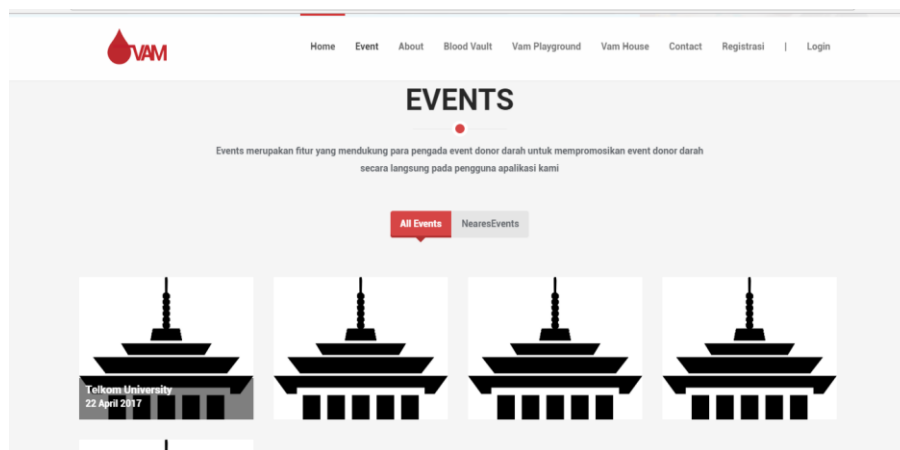 VAM
Home Event About Blood Vault Vam Playground Vam House Contact Registrasi | Login
EVENTS
Events merupakan fitur yang mendukung para pengada event donor darah untuk mempromosikan event donor darah
secara langsung pada pengguna apalikasi kami
All Events NearesEvents
Telkom University
22 April 2017